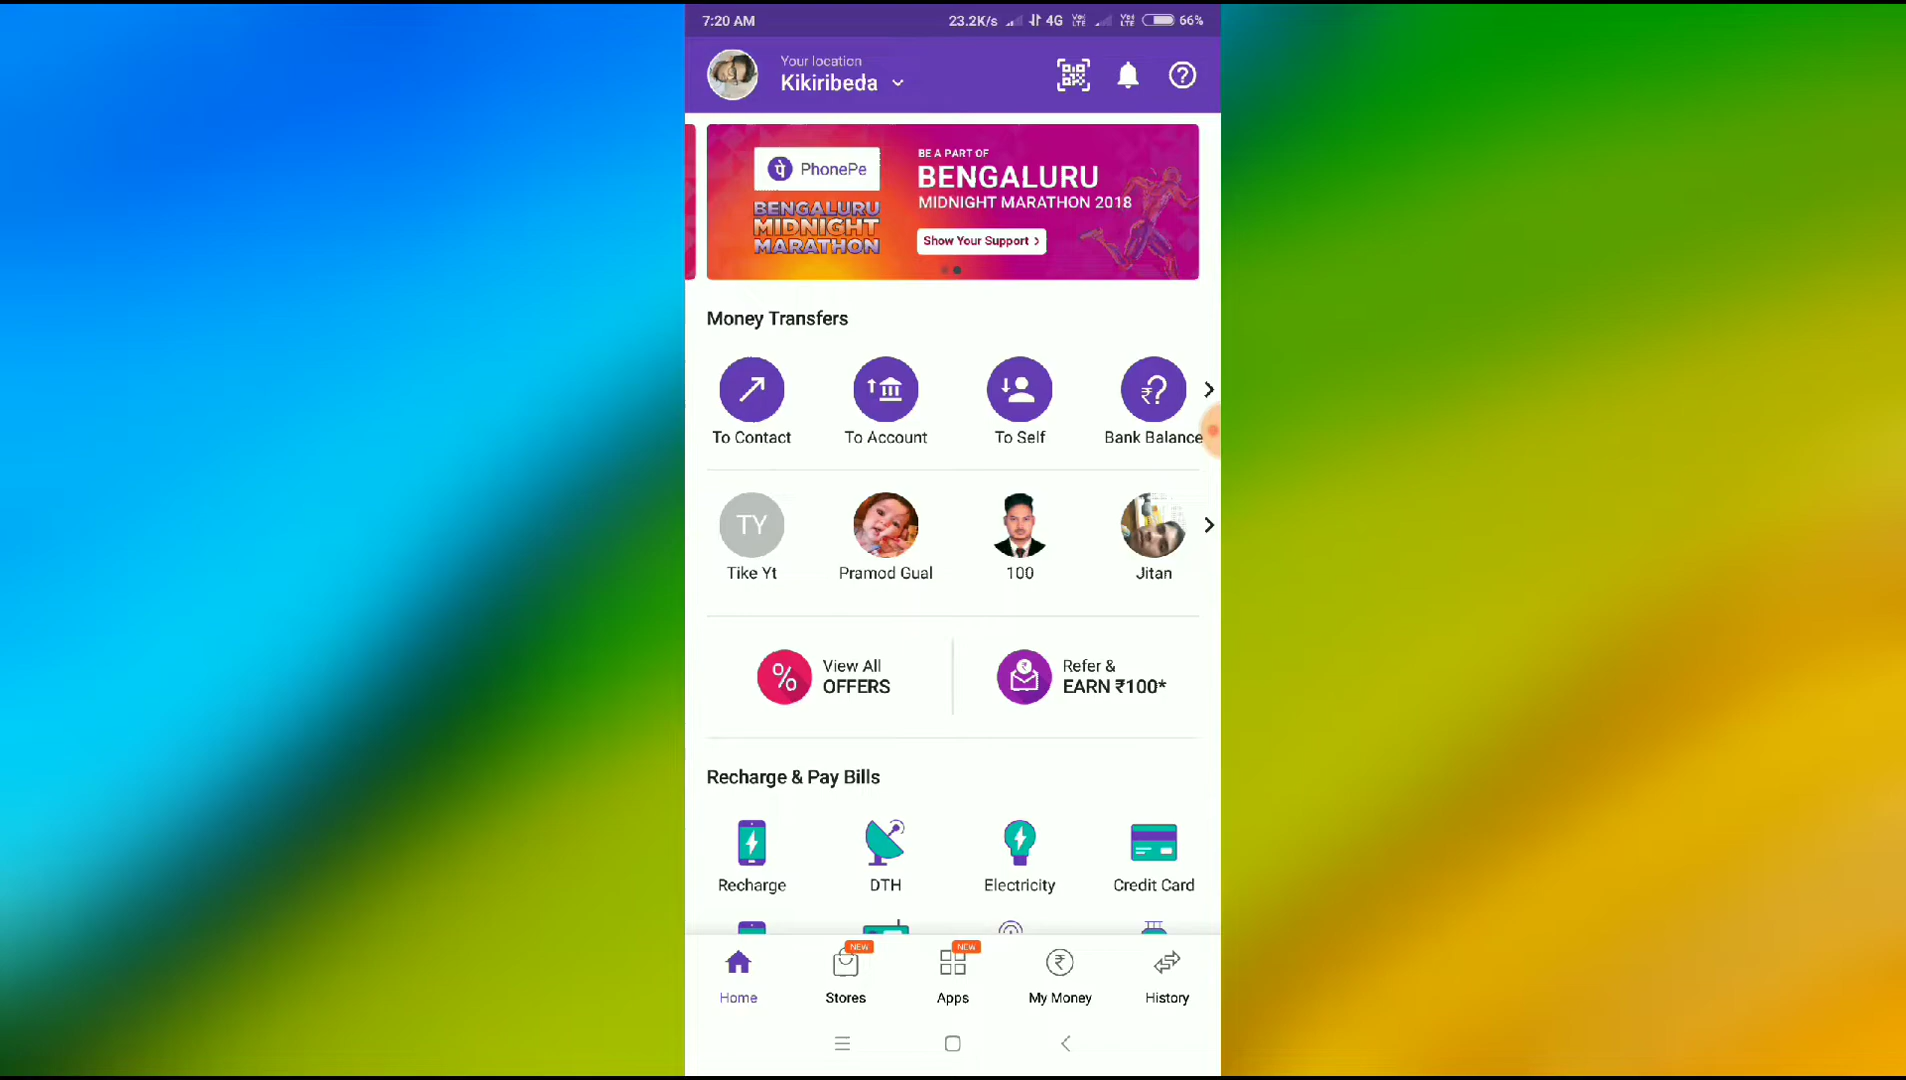 7:20 AM
23.2K/s 4G VoLTE VoLTE 66%
Your location
Kikiribeda
पे PhonePe
BENGALURU
MIDNIGHT
MARATHON
BE A PART OF
BENGALURU
MIDNIGHT MARATHON 2018
Show Your Support >
Money Transfers
To Contact
To Account
To Self
₹?
Bank Balance
TY
Tike Yt
Pramod Gual
100
Jitan
%
View All
OFFERS
₹
Refer &
EARN ₹100*
Recharge & Pay Bills
Recharge
DTH
Electricity
Credit Card
NEW
NEW
₹
Home
Stores
Apps
My Money
History